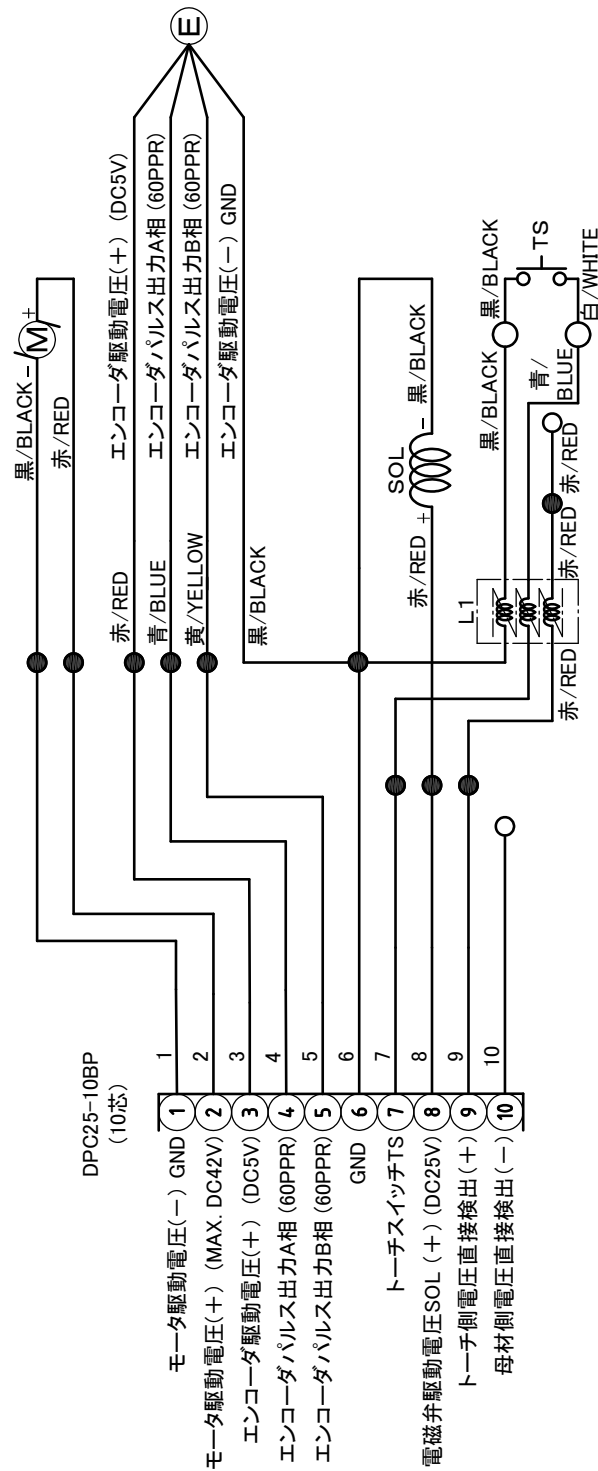 DPC25-10BP
(10芯)
モータ駆動電圧(－) GND ① 1
モータ駆動電圧(＋) (MAX. DC42V) ② 2
エンコーダ駆動電圧(＋) (DC5V) ③ 3
エンコーダパルス出力A相 (60PPR) ④ 4
エンコーダパルス出力B相 (60PPR) ⑤ 5
GND ⑥ 6
トーチスイッチTS ⑦ 7
電磁弁駆動電圧SOL (＋) (DC25V) ⑧ 8
トーチ側電圧直接検出(＋) ⑨ 9
母材側電圧直接検出(－) ⑩ 10
黒/BLACK
-
M
+
赤/RED
赤/RED
エンコーダ駆動電圧(＋) (DC5V)
青/BLUE
エンコーダパルス出力A相 (60PPR)
黄/YELLOW
エンコーダパルス出力B相 (60PPR)
黒/BLACK
エンコーダ駆動電圧(－) GND
E
SOL
赤/RED
+
-
黒/BLACK
L1
黒/BLACK
黒/BLACK
TS
青/
BLUE
白/WHITE
赤/RED
赤/RED
赤/RED